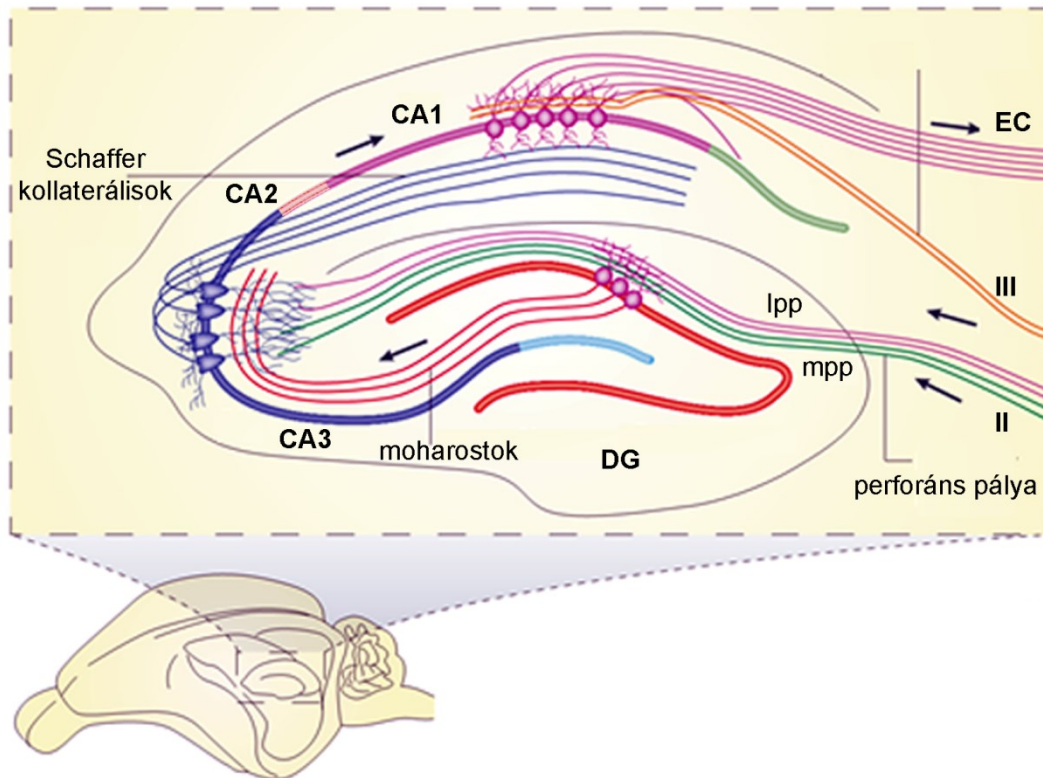 CA1
EC
Schaffer
kollaterálisok
CA2
III
lpp
mpp
II
CA3
moharostok
DG
perforáns pálya